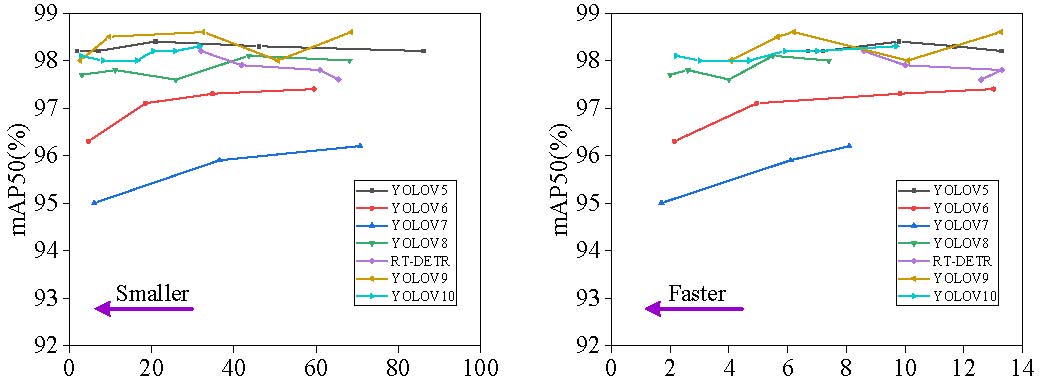 99
98
97
96
95
94
93
92
mAP50(%)
0
20
40
60
80
100
YOLOV5
YOLOV6
YOLOV7
YOLOV8
RT-DETR
YOLOV9
YOLOV10
Smaller
99
98
97
96
95
94
93
92
mAP50(%)
0
2
4
6
8
10
12
14
YOLOV5
YOLOV6
YOLOV7
YOLOV8
RT-DETR
YOLOV9
YOLOV10
Faster